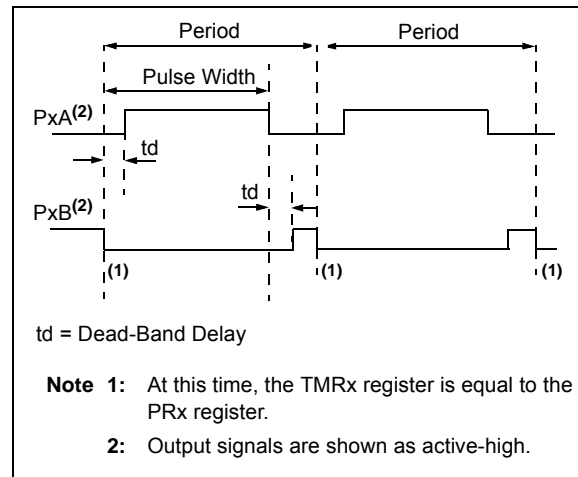 Period Period
Pulse Width
PxA(2)
td
td
PxB(2)
(1) (1) (1)
td = Dead-Band Delay
Note 1: At this time, the TMRx register is equal to the
PRx register.
2: Output signals are shown as active-high.